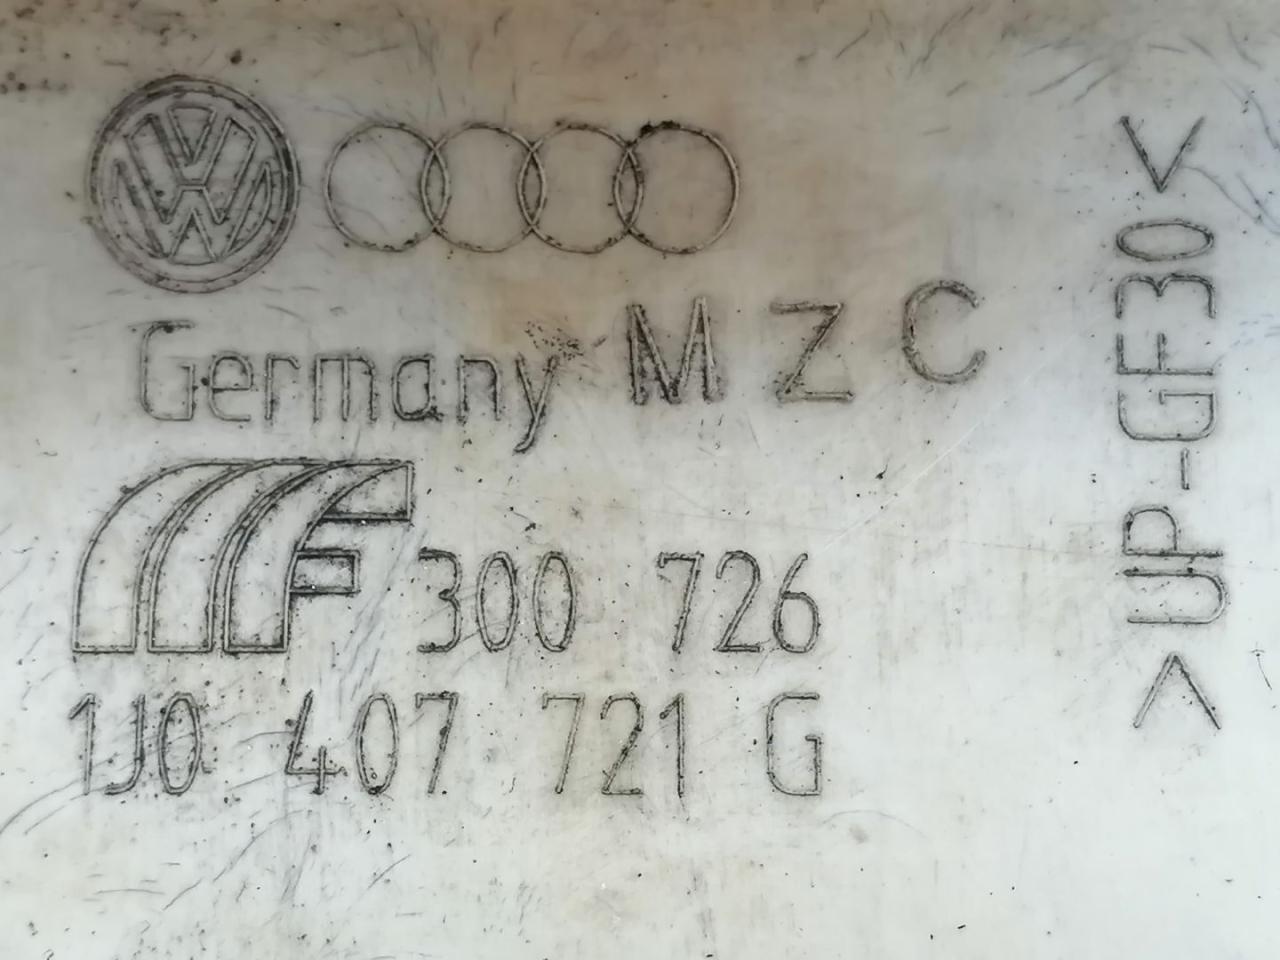 Germany M Z C
300 726
1J0 407 721 G
>UP-GF30<